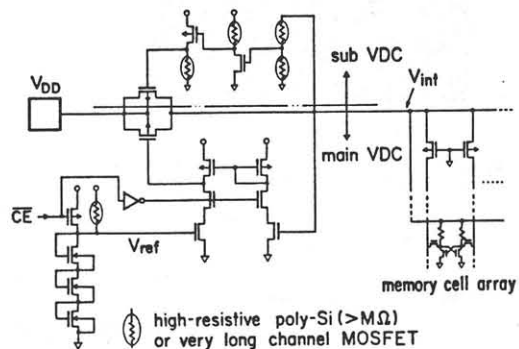 sub VDC
V_DD
V_int
main VDC
C̅E̅
V_ref
memory cell array
high-resistive poly-Si (>MΩ)
or very long channel MOSFET